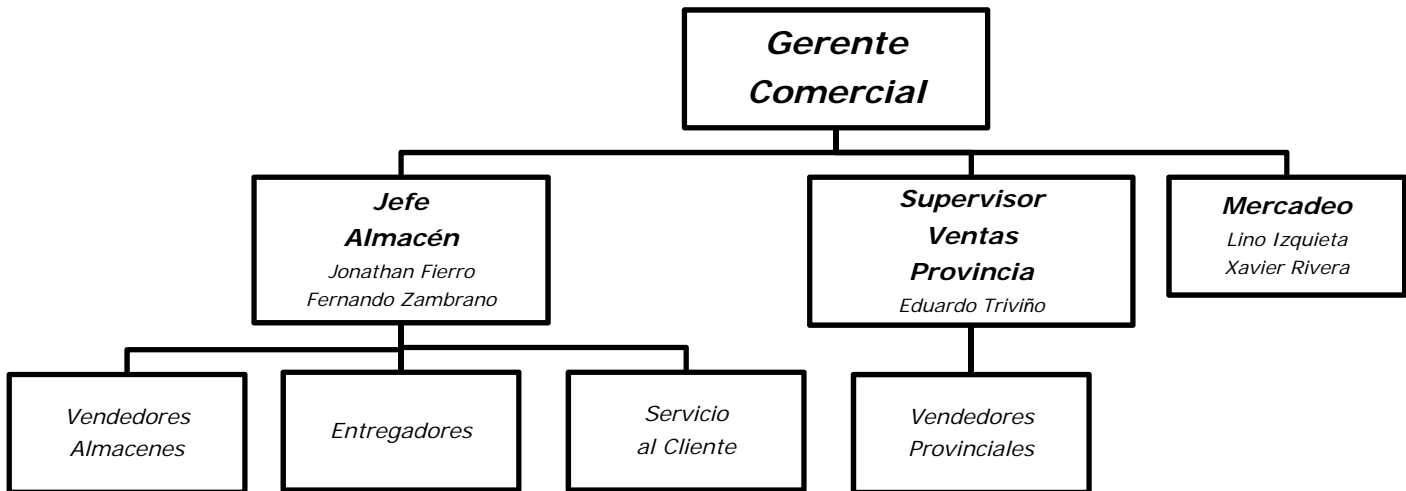 Gerente
Comercial
Jefe
Almacén
Jonathan Fierro
Fernando Zambrano
Supervisor
Ventas
Provincia
Eduardo Triviño
Mercadeo
Lino Izquieta
Xavier Rivera
Vendedores
Almacenes
Entregadores
Servicio
al Cliente
Vendedores
Provinciales